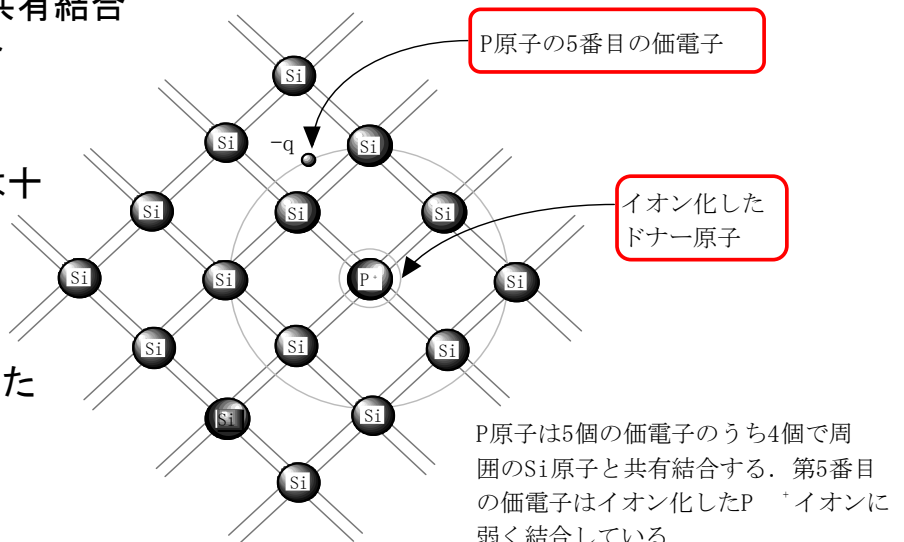 共有結合
P原子の5番目の価電子
Si
Si
−q
Si
十
Si
Si
Si
イオン化した
ドナー原子
Si
Si
P⁺
Si
Si
Si
Si
た
Si
Si
Si
P原子は5個の価電子のうち4個で周
囲のSi原子と共有結合する．第5番目
の価電子はイオン化したP ⁺イオンに
弱く結合している